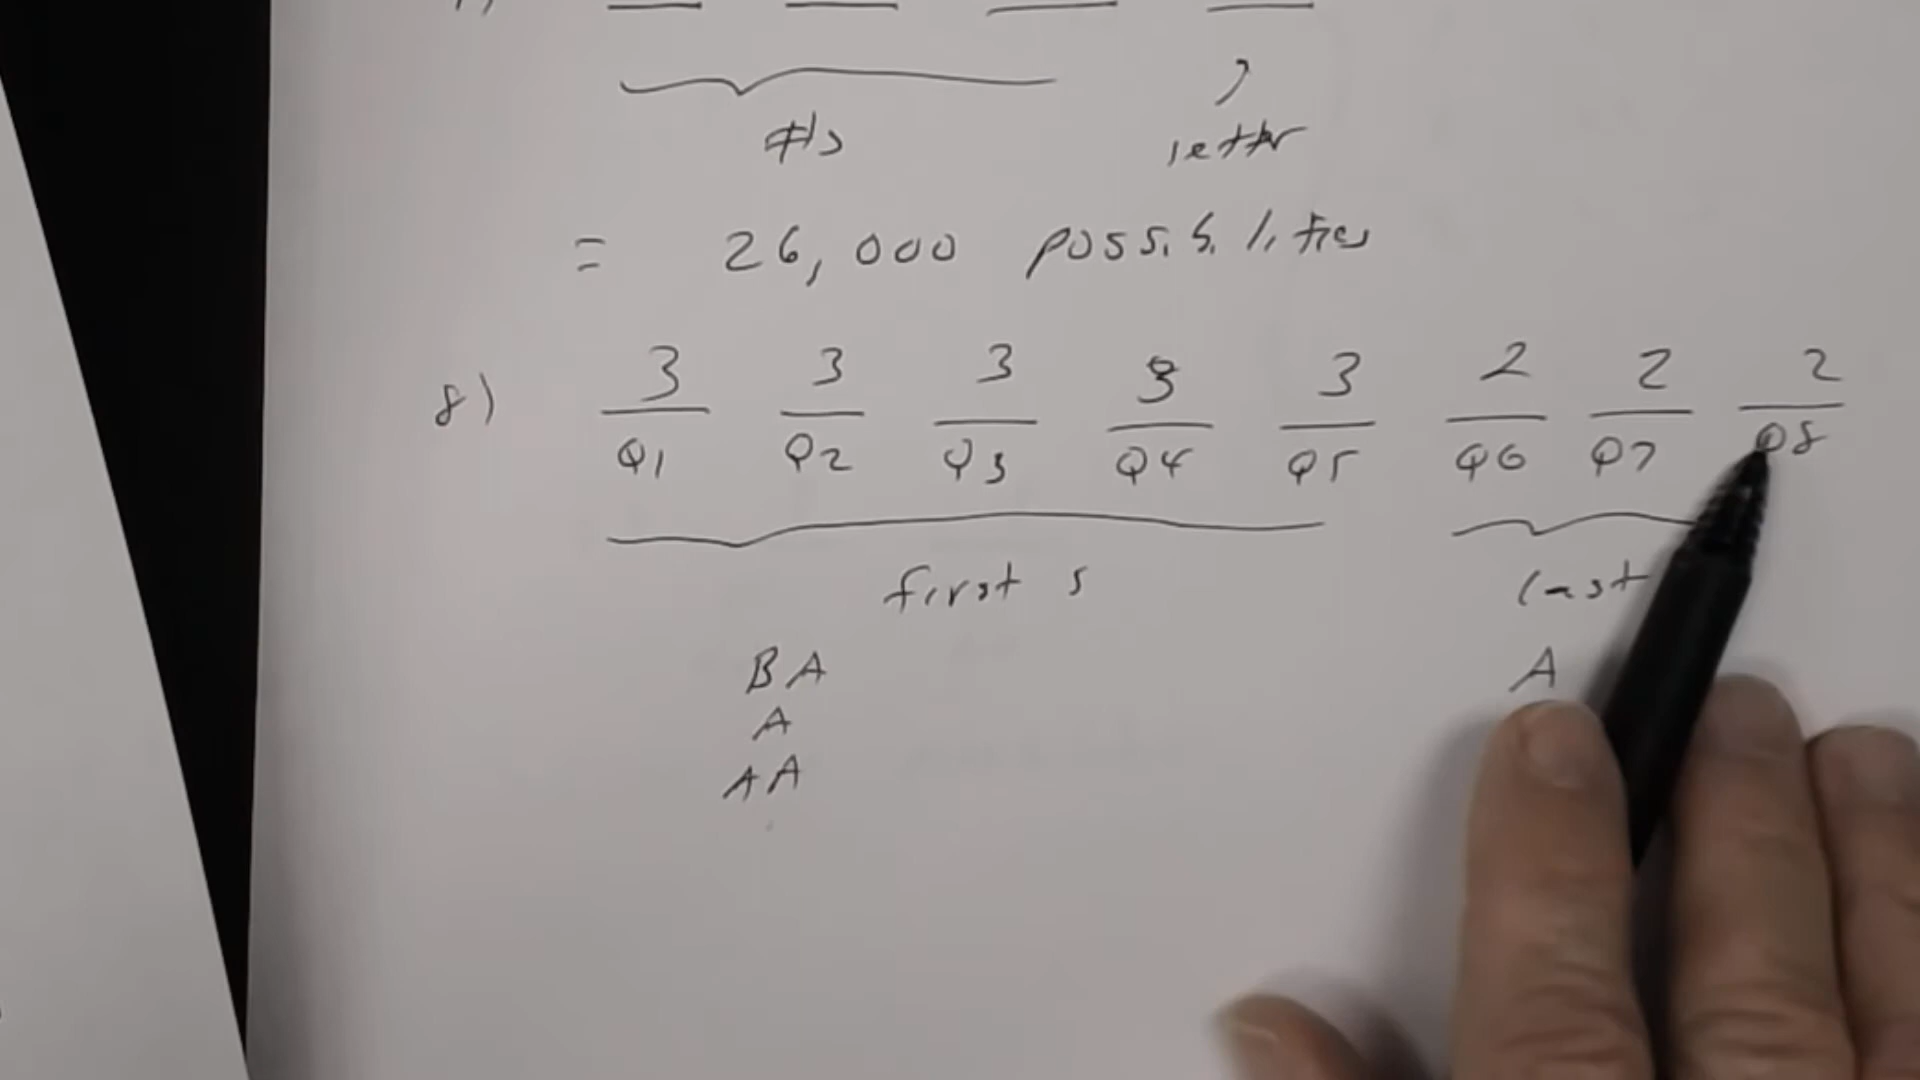 #'s letter
= 26,000 possibilities
8) 3 3 3 3 3 2 2 2
Q1 Q2 Q3 Q4 Q5 Q6 Q7 Q8
first 5 last
BA A
A
AA